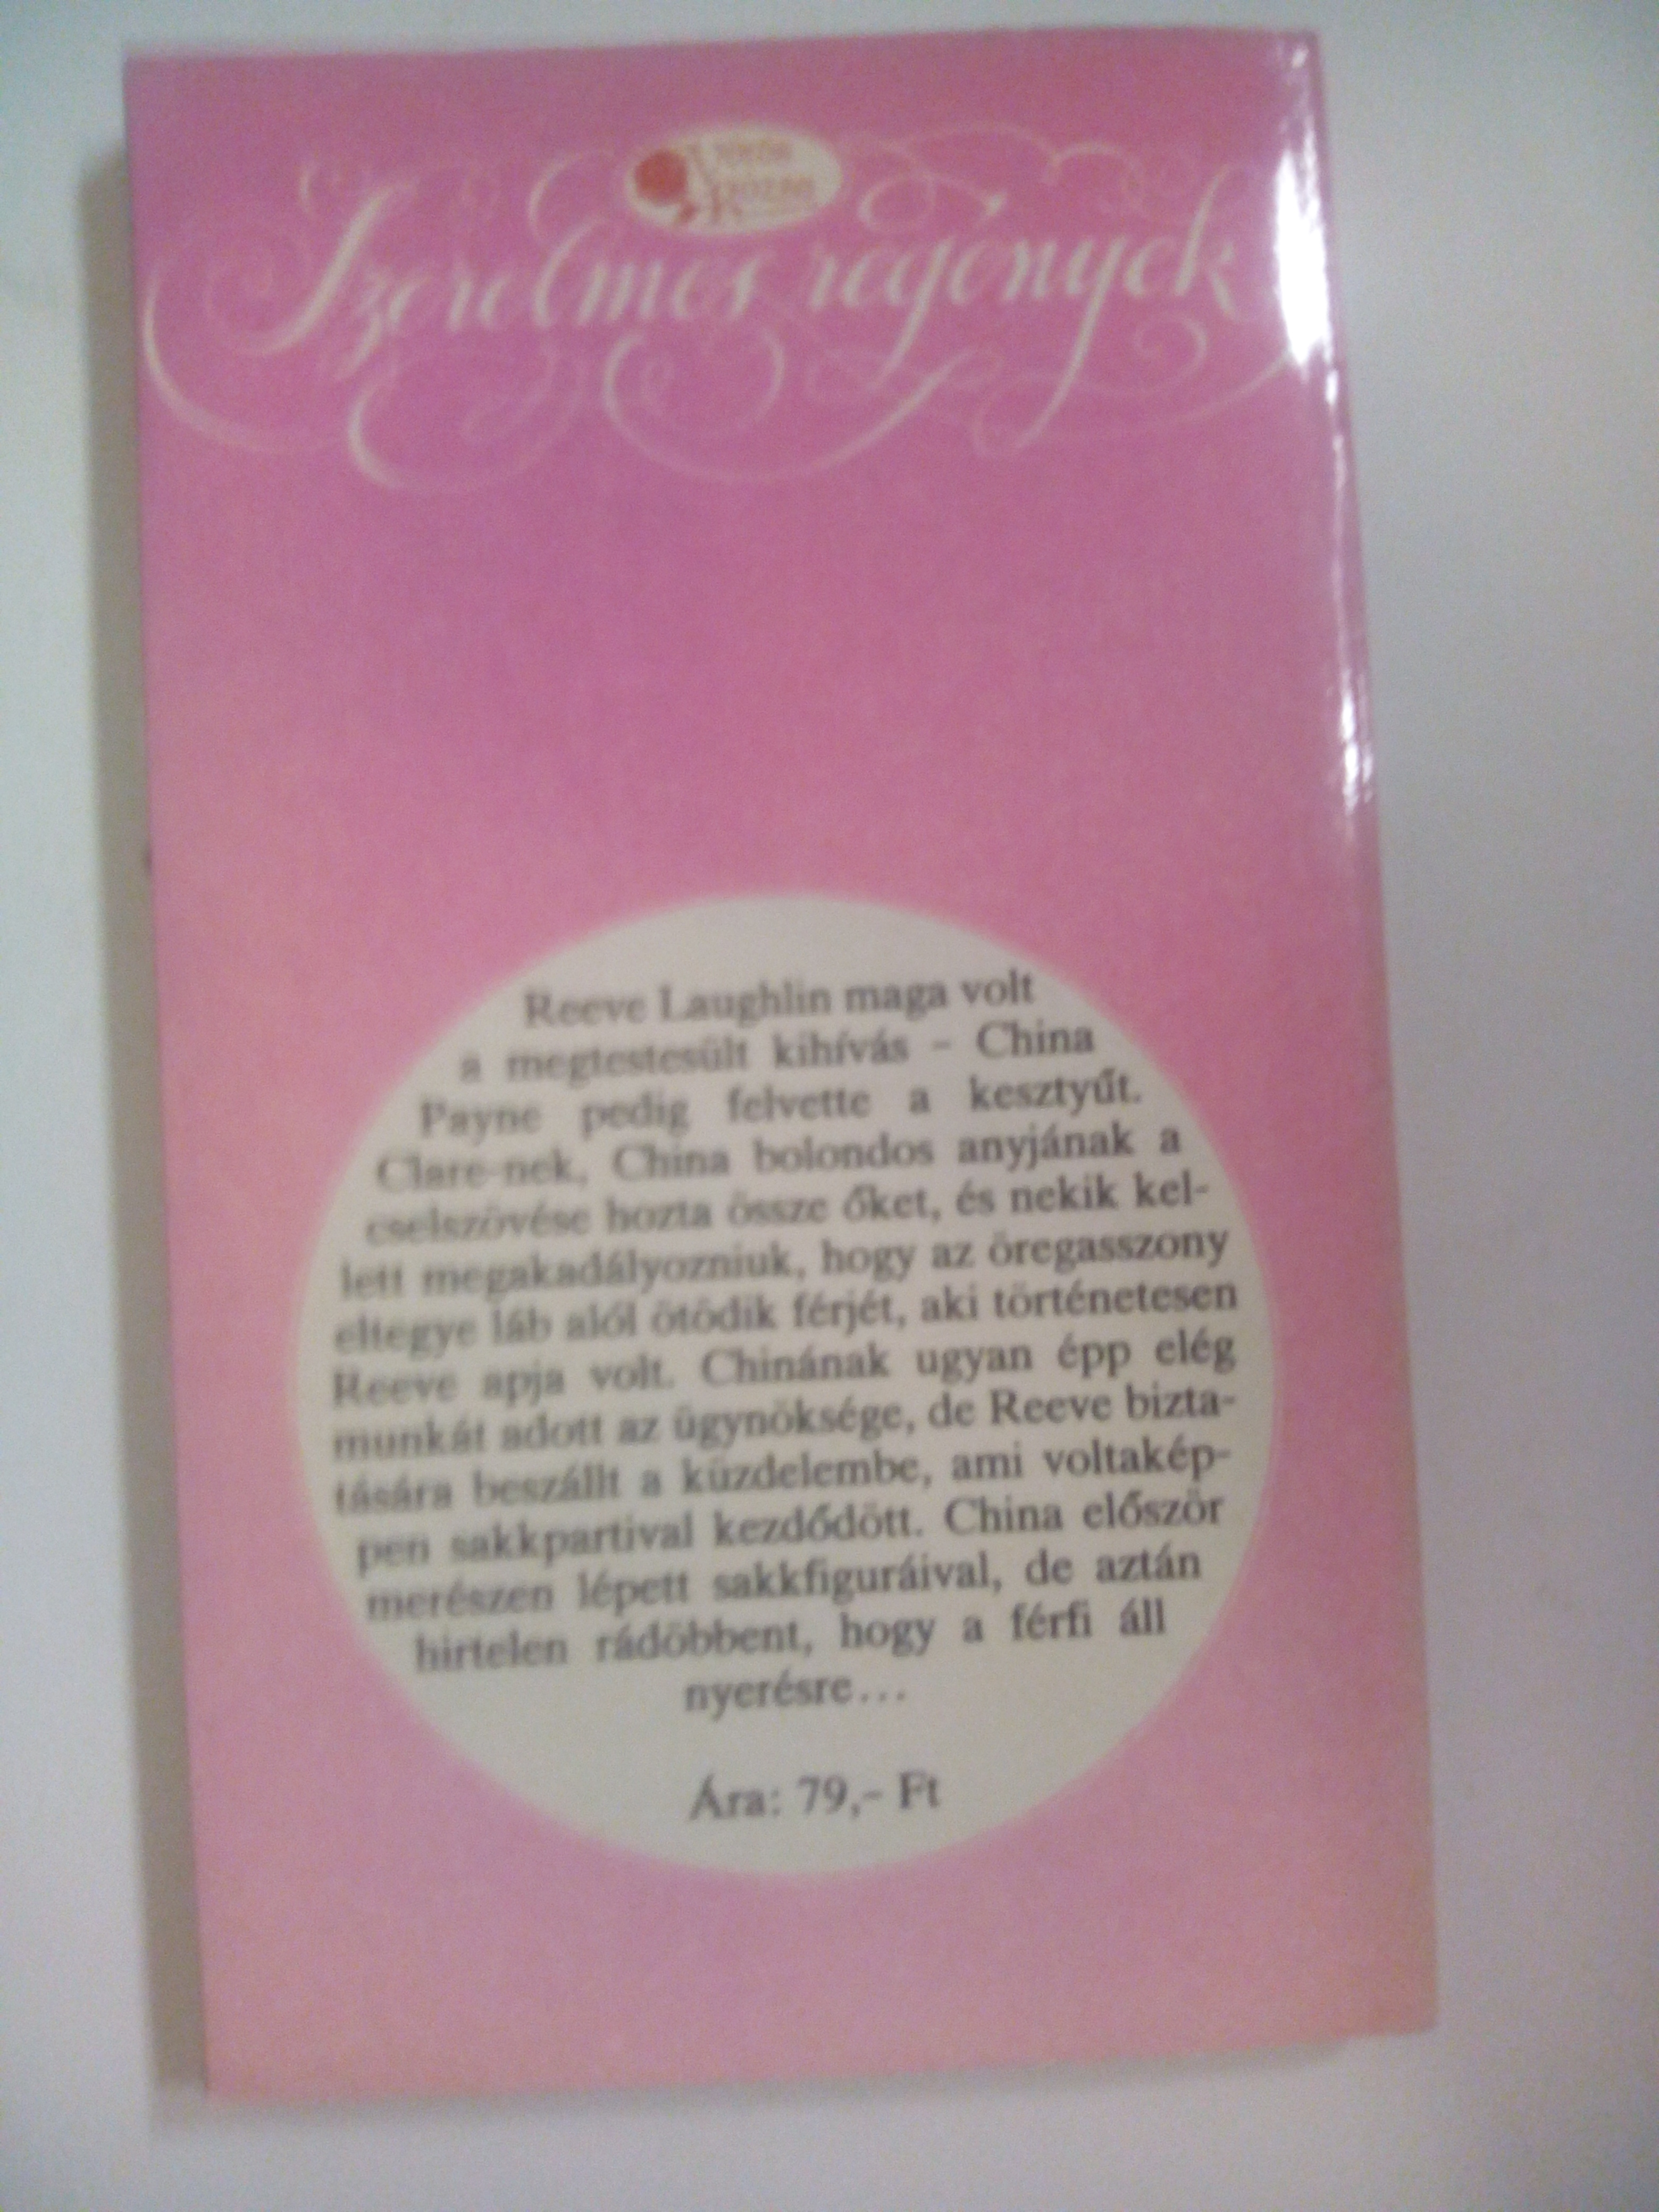 Vörös
Rózsa
Szerelmes regények
Reeve Laughlin maga volt
a megtestesült kihívás – China
Payne pedig felvette a kesztyűt.
Clare-nek, China bolondos anyjának a
cselszövése hozta össze őket, és nekik kel-
lett megakadályozniuk, hogy az öregasszony
eltegye láb alól ötödik férjét, aki történetesen
Reeve apja volt. Chinának ugyan épp elég
munkát adott az ügynöksége, de Reeve bizta-
tására beszállt a küzdelembe, ami voltakép-
pen sakkpartival kezdődött. China először
merészen lépett sakkfiguráival, de aztán
hirtelen rádöbbent, hogy a férfi áll
nyerésre...
Ára: 79,– Ft